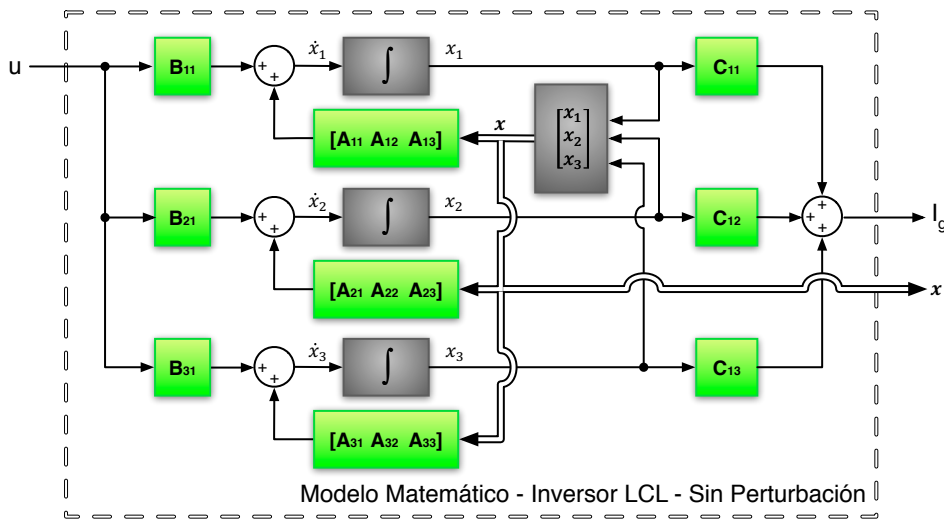 u
B₁₁
+
+
ẋ₁
∫
x₁
C₁₁
[A₁₁ A₁₂ A₁₃]
x
[x₁
x₂
x₃]
B₂₁
+
+
ẋ₂
∫
x₂
C₁₂
+
+
+
I_g
[A₂₁ A₂₂ A₂₃]
x
B₃₁
+
+
ẋ₃
∫
x₃
C₁₃
[A₃₁ A₃₂ A₃₃]
Modelo Matemático - Inversor LCL - Sin Perturbación